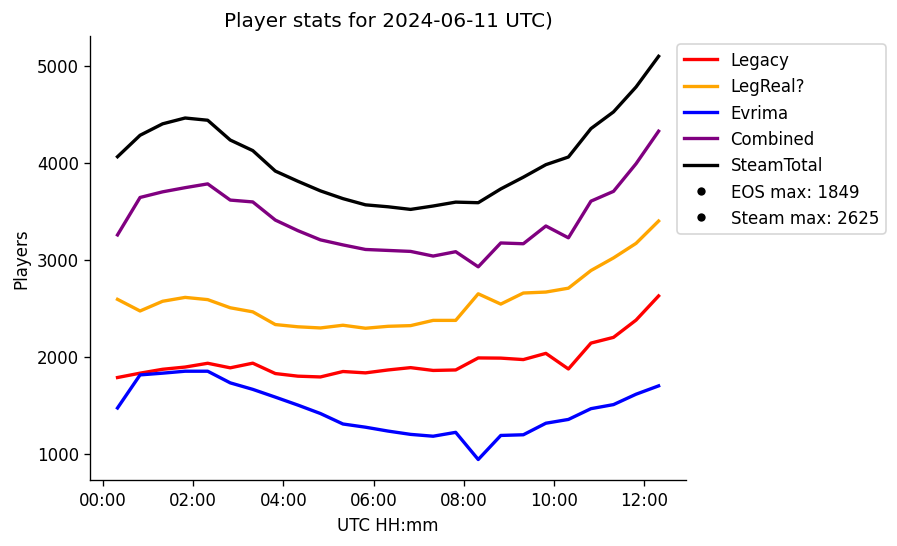 Player stats for 2024-06-11 UTC)
Players
5000
4000
3000
2000
1000
00:00 02:00 04:00 06:00 08:00 10:00 12:00
UTC HH:mm
Legacy
LegReal?
Evrima
Combined
SteamTotal
EOS max: 1849
Steam max: 2625